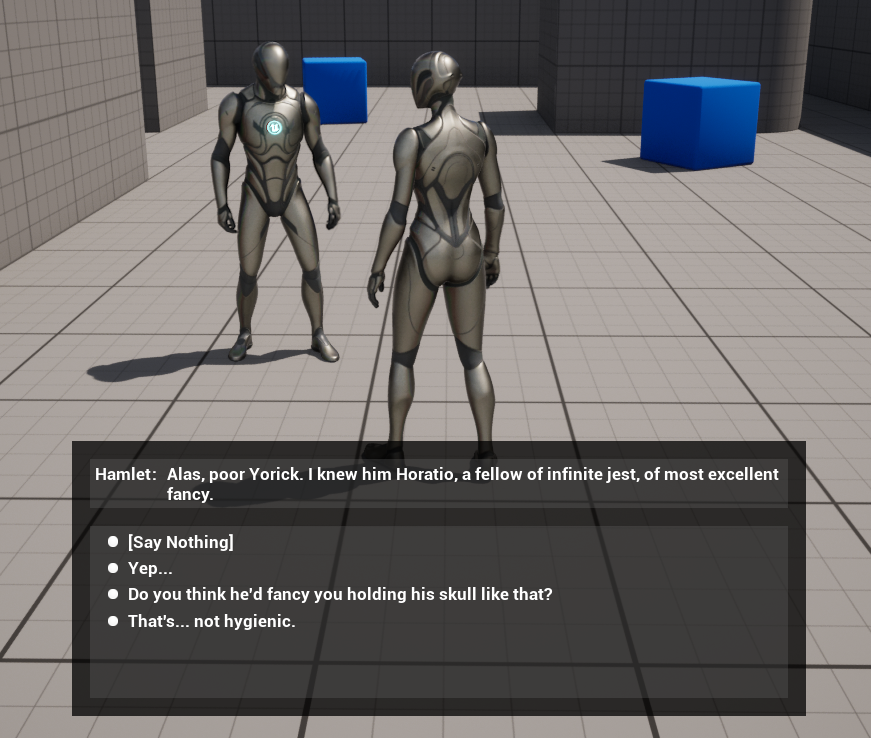 Hamlet: Alas, poor Yorick. I knew him Horatio, a fellow of infinite jest, of most excellent
fancy.
[Say Nothing]
Yep...
Do you think he'd fancy you holding his skull like that?
That's... not hygienic.